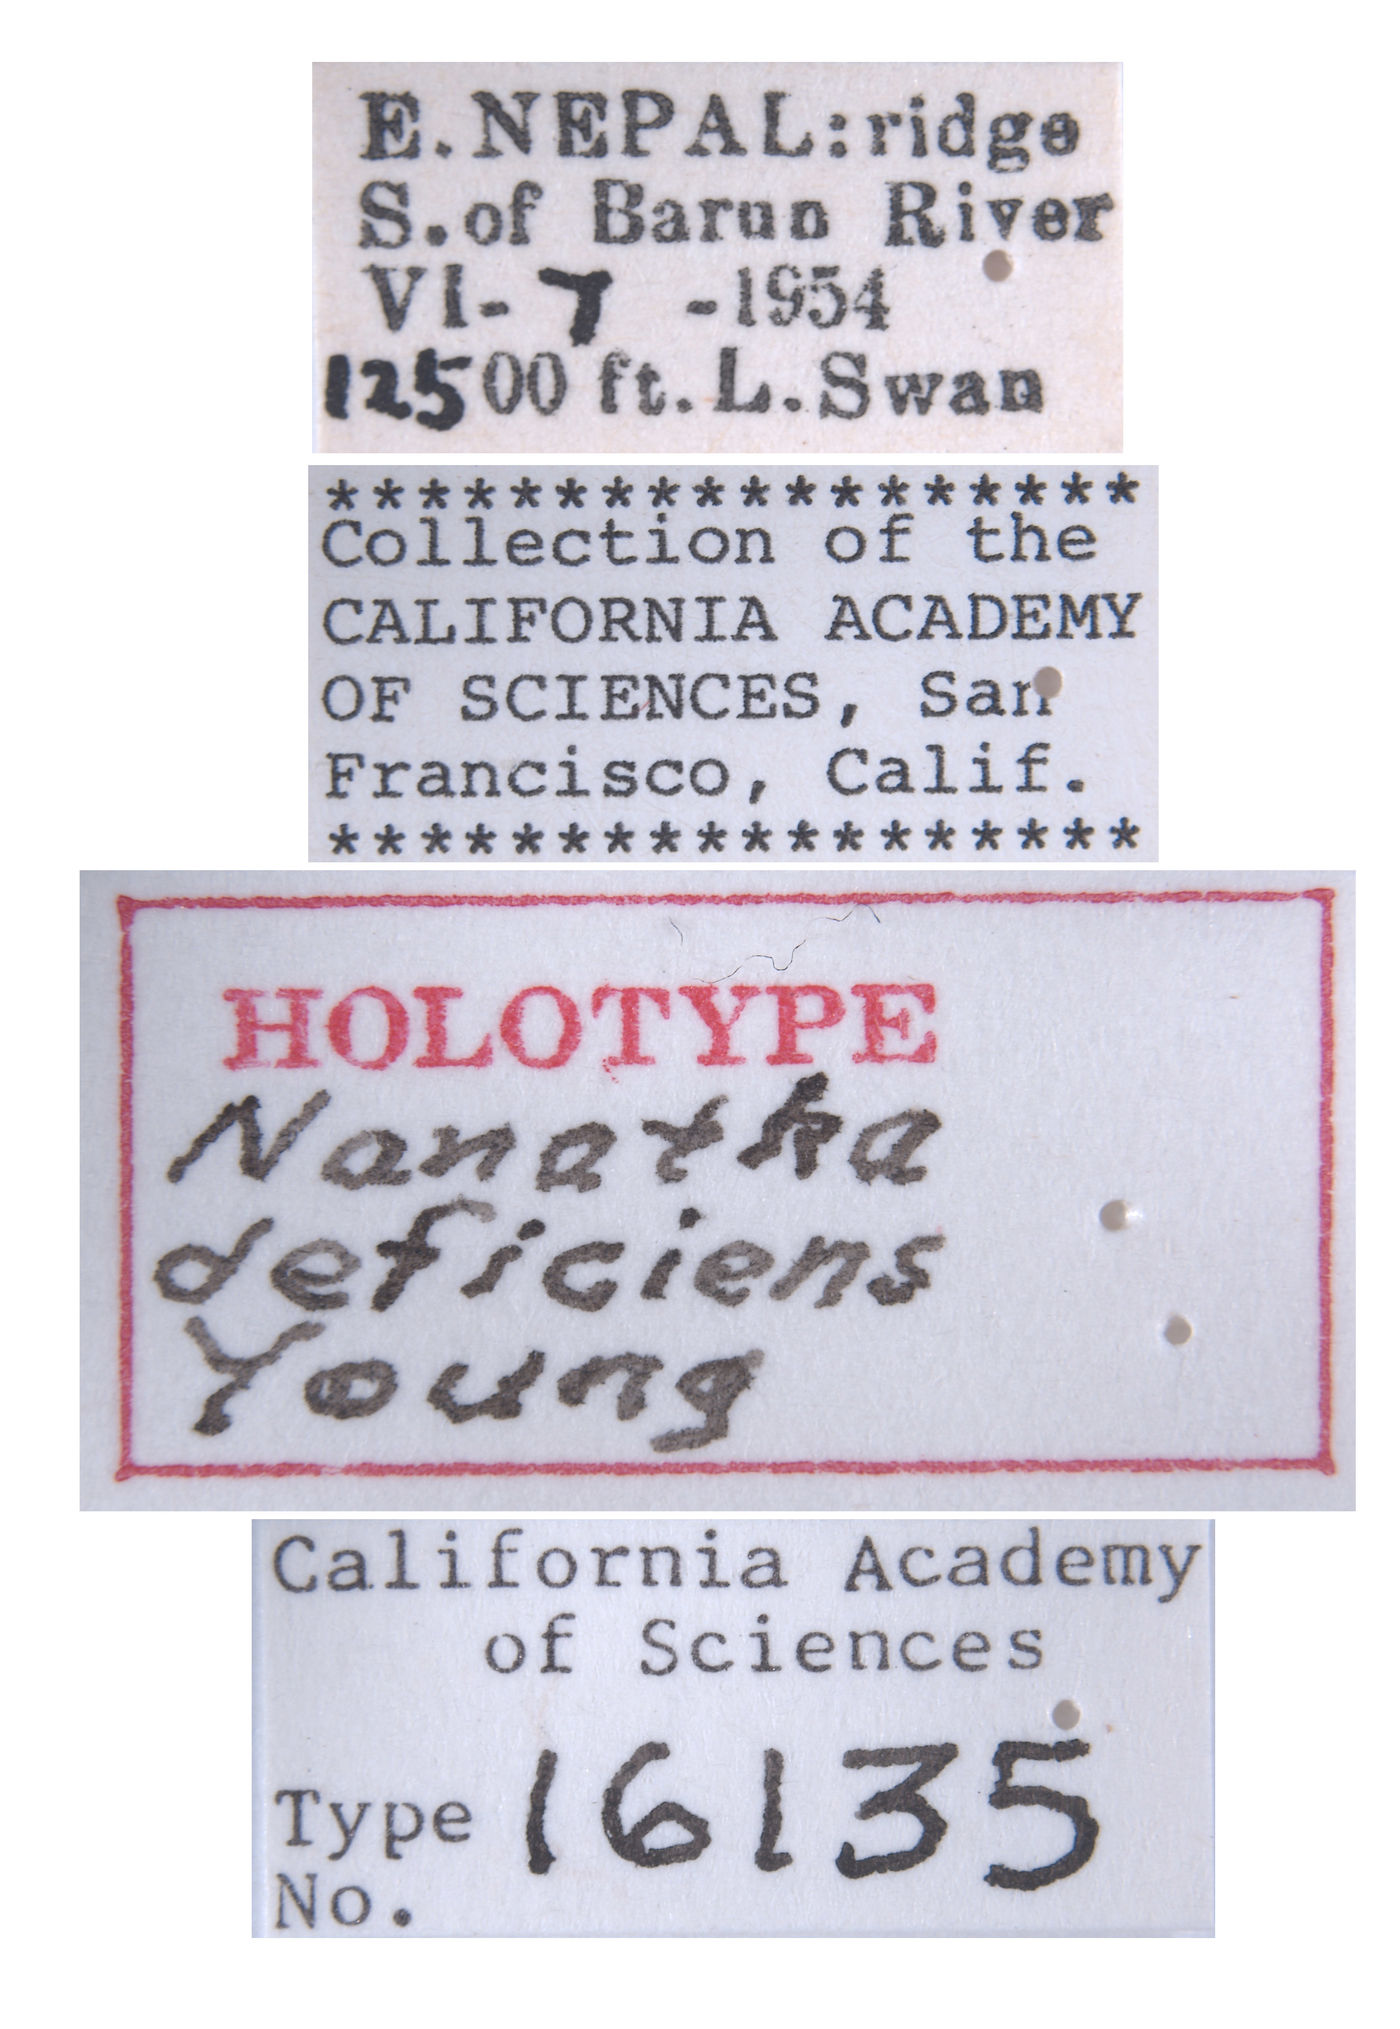 E.NEPAL:ridge
S.of Barun River
VI- 7 -1954
12500 ft.L.Swan
*******************
Collection of the
CALIFORNIA ACADEMY
OF SCIENCES, San
Francisco, Calif.
*******************
HOLOTYPE
Nanatka
deficiens
Young
California Academy
of Sciences
Type 16135
No.